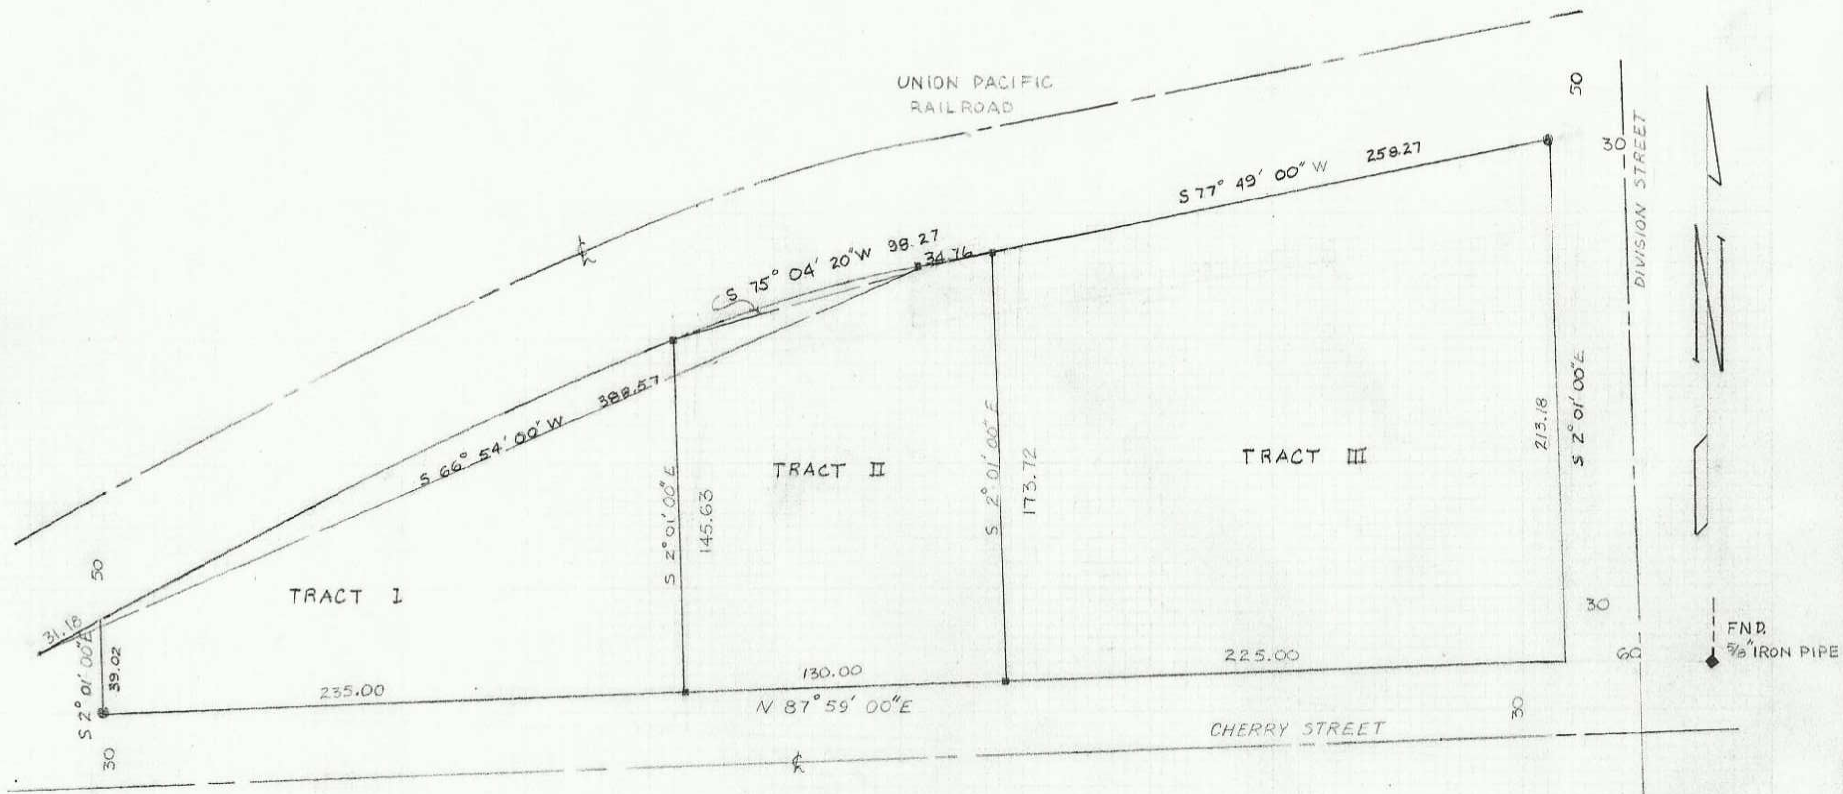 UNION PACIFIC
RAILROAD
50
30
DIVISION STREET
S 77° 49' 00" W 258.27
S 75° 04' 20" W 98.27
34.76
S 66° 54' 00" W 388.57
S 2° 01' 00" E
213.18
TRACT III
TRACT II
S 2° 01' 00" E
173.72
S 2° 01' 00" E
145.63
50
TRACT I
31.18
S 2° 01' 00" E
39.02
30
FND.
5/8" IRON PIPE
60
225.00
130.00
235.00
N 87° 59' 00" E
30
CHERRY STREET
30